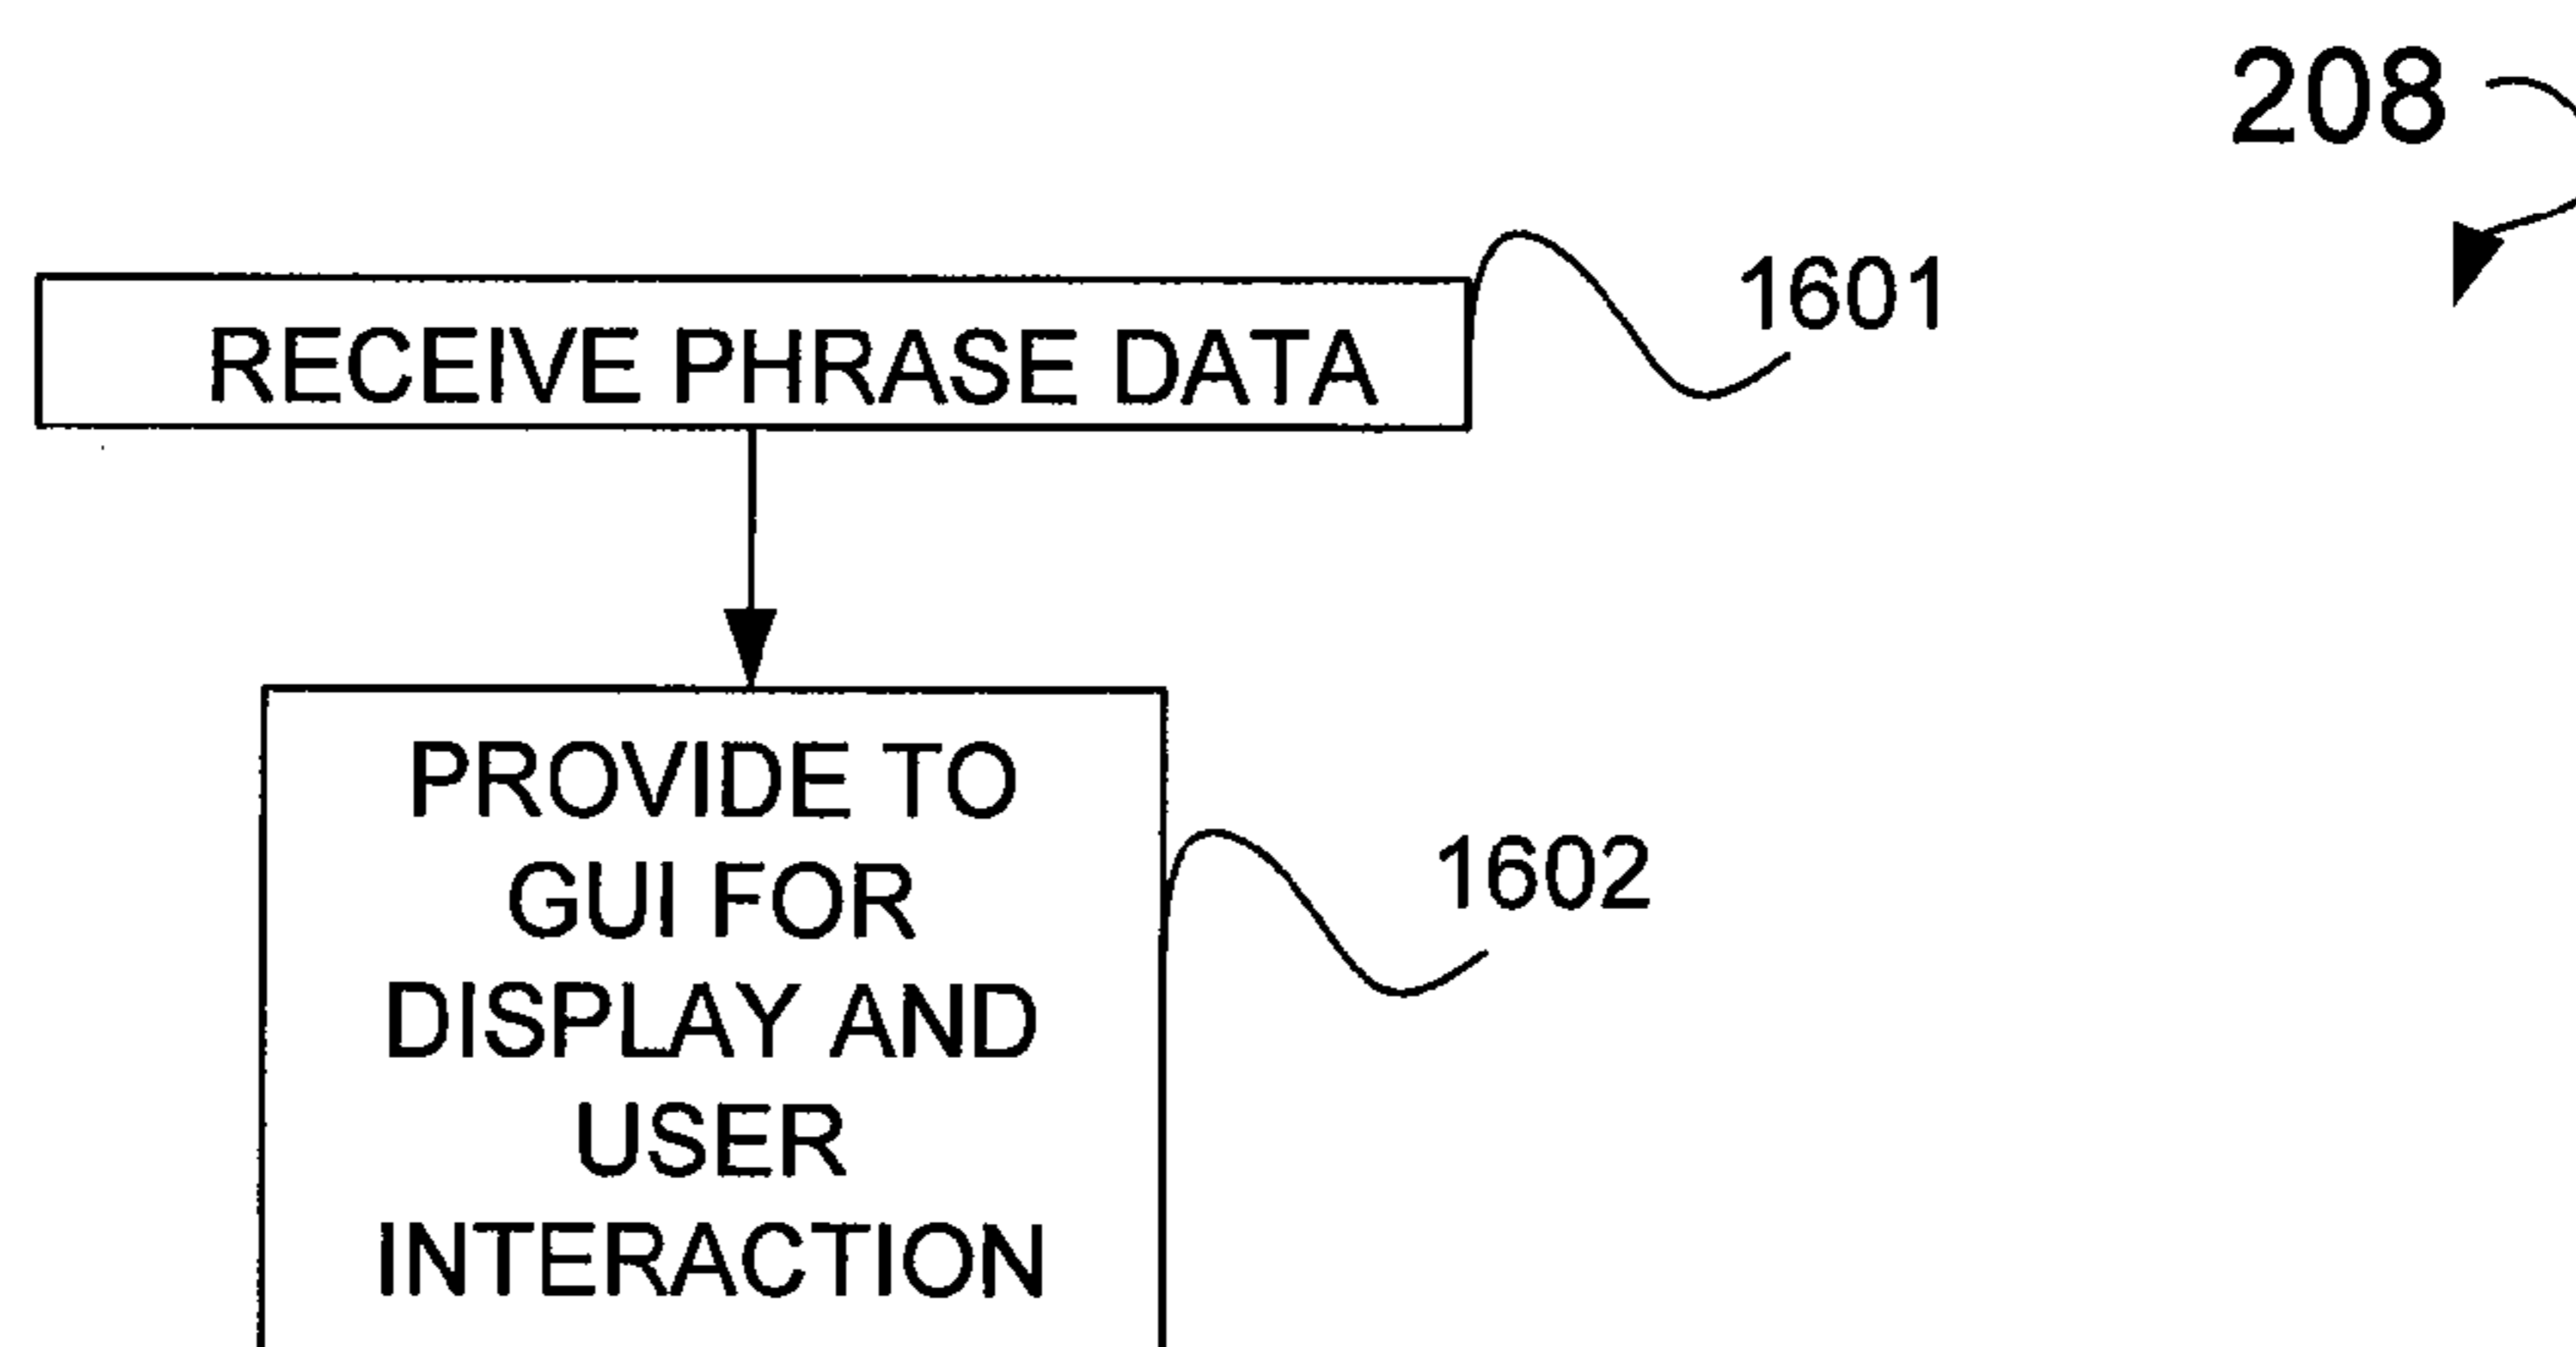 208
1601
RECEIVE PHRASE DATA
PROVIDE TO
GUI FOR
1602
DISPLAY AND
USER
INTERACTION